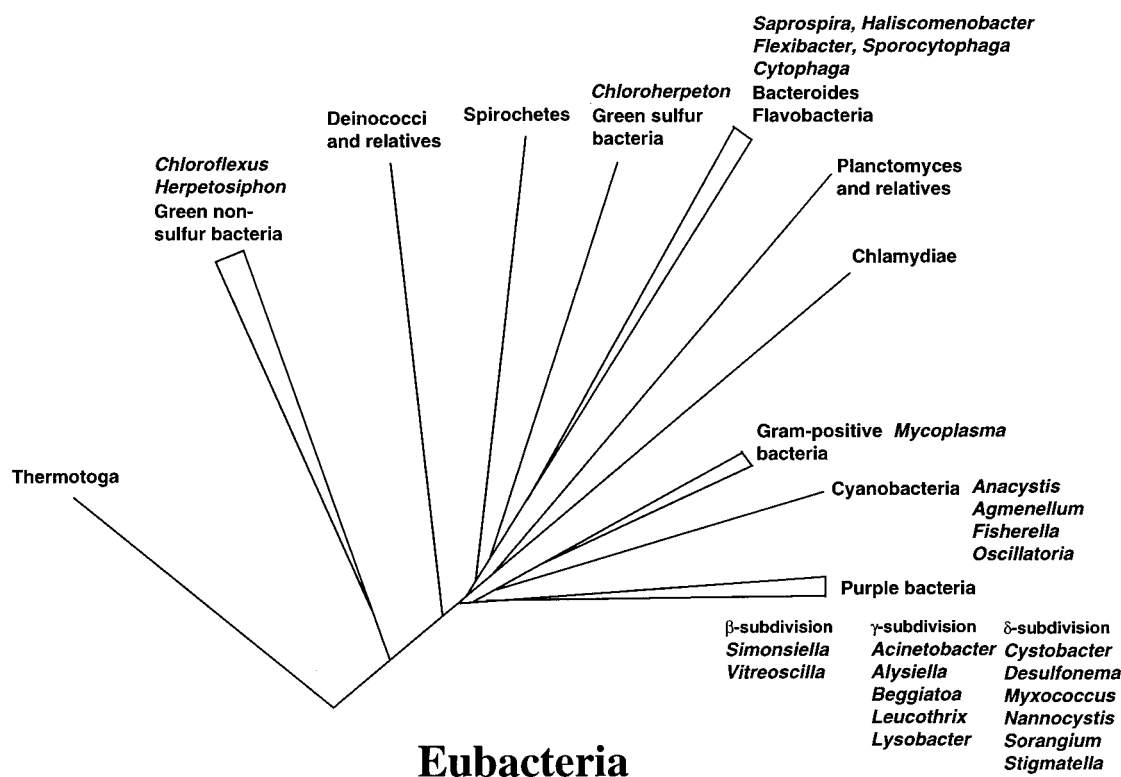 Saprospira, Haliscomenobacter
Flexibacter, Sporocytophaga
Cytophaga
Bacteroides
Flavobacteria
Chloroherpeton
Green sulfur
bacteria
Spirochetes
Deinococci
and relatives
Chloroflexus
Herpetosiphon
Green non-
sulfur bacteria
Planctomyces
and relatives
Chlamydiae
Thermotoga
Gram-positive Mycoplasma
bacteria
Cyanobacteria Anacystis
Agmenellum
Fisherella
Oscillatoria
Purple bacteria
β-subdivision
Simonsiella
Vitreoscilla
γ-subdivision
Acinetobacter
Alysiella
Beggiatoa
Leucothrix
Lysobacter
δ-subdivision
Cystobacter
Desulfonema
Myxococcus
Nannocystis
Sorangium
Stigmatella
Eubacteria